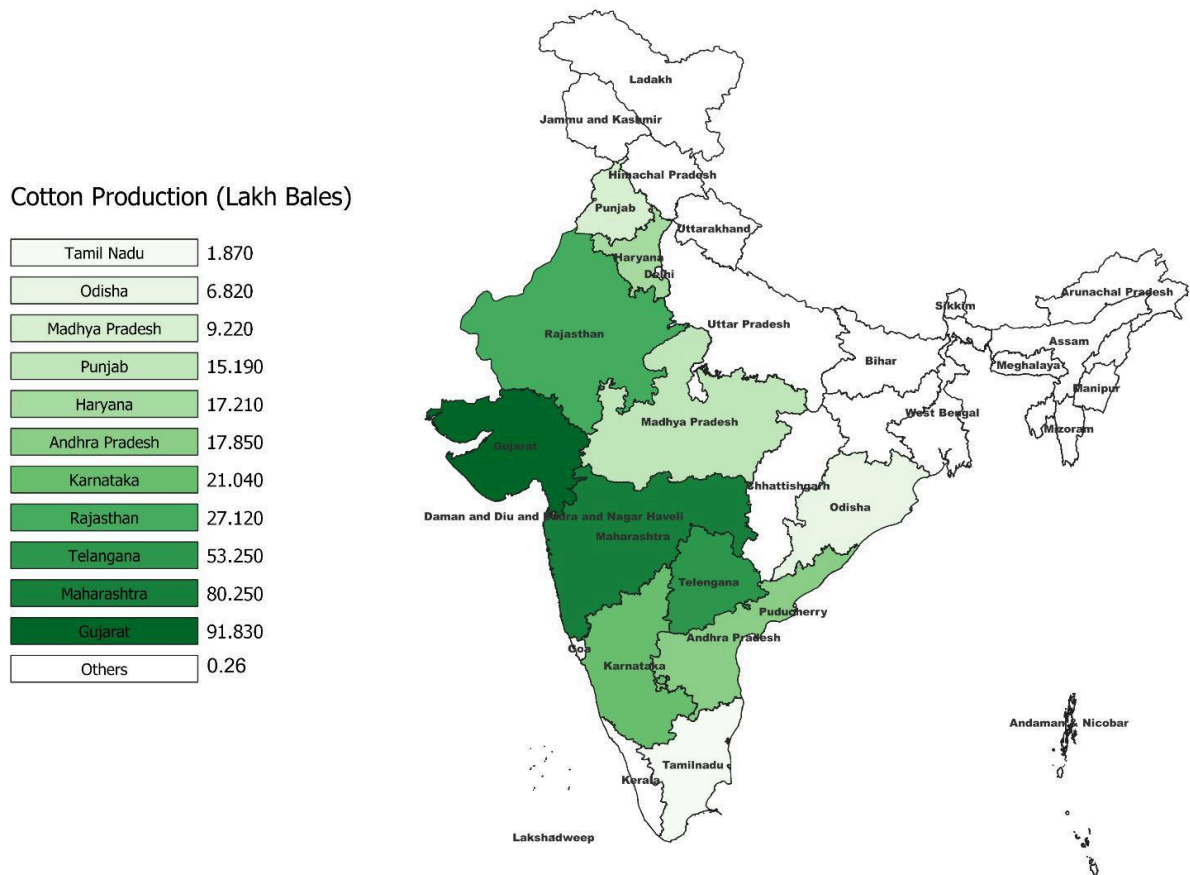 Cotton Production (Lakh Bales)
Tamil Nadu 1.870
Odisha 6.820
Madhya Pradesh 9.220
Punjab 15.190
Haryana 17.210
Andhra Pradesh 17.850
Karnataka 21.040
Rajasthan 27.120
Telangana 53.250
Maharashtra 80.250
Gujarat 91.830
Others 0.26
Ladakh
Jammu and Kashmir
Himachal Pradesh
Punjab
Uttarakhand
Haryana
Delhi
Arunachal Pradesh
Sikkim
Uttar Pradesh
Rajasthan
Assam
Bihar
Meghalaya
Manipur
West Bengal
Madhya Pradesh
Mizoram
Gujarat
Chhattishgarh
Odisha
Daman and Diu and Dadra and Nagar Haveli
Maharashtra
Telengana
Puducherry
Andhra Pradesh
Goa
Karnataka
Andaman & Nicobar
Tamilnadu
Kerala
Lakshadweep